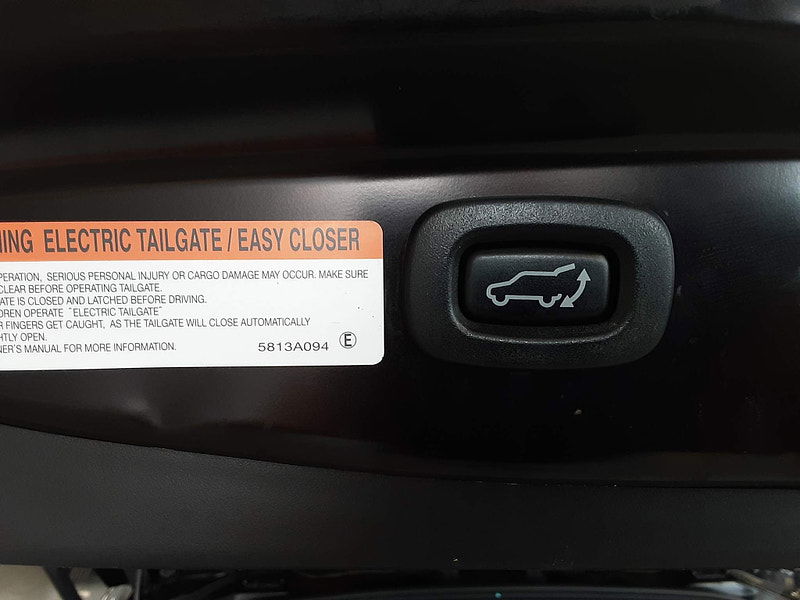 ELECTRIC TAILGATE / EASY CLOSER
PERATION, SERIOUS PERSONAL INJURY OR CARGO DAMAGE MAY OCCUR. MAKE SURE
CLEAR BEFORE OPERATING TAILGATE.
ATE IS CLOSED AND LATCHED BEFORE DRIVING.
DREN OPERATE "ELECTRIC TAILGATE"
R FINGERS GET CAUGHT, AS THE TAILGATE WILL CLOSE AUTOMATICALLY
HTLY OPEN.
NER'S MANUAL FOR MORE INFORMATION.
5813A094 E